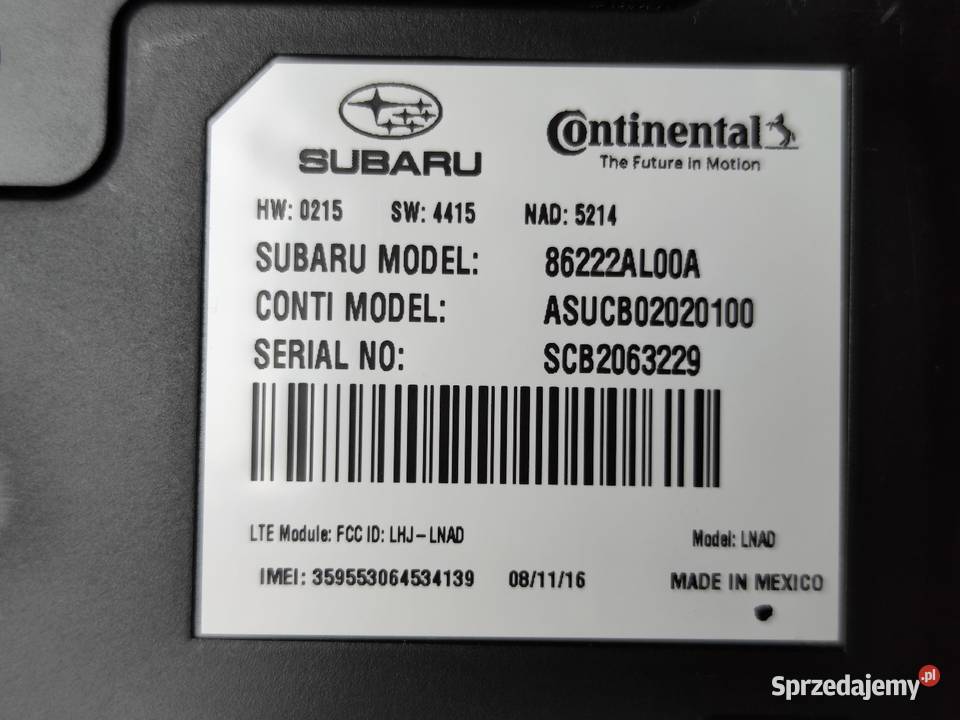 SUBARU
Continental
The Future in Motion
HW: 0215 SW: 4415 NAD: 5214
SUBARU MODEL: 86222AL00A
CONTI MODEL: ASUCB02020100
SERIAL NO: SCB2063229
LTE Module: FCC ID: LHJ-LNAD Model: LNAD
IMEI: 359553064534139 08/11/16 MADE IN MEXICO
Sprzedajemy.pl